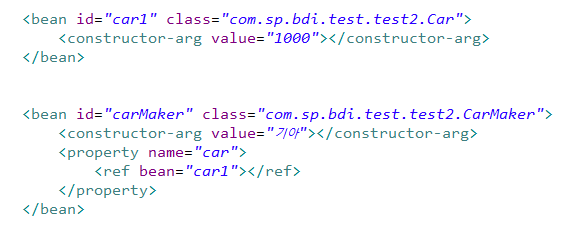 <bean id="car1" class="com.sp.bdi.test.test2.Car">
<constructor-arg value="1000"></constructor-arg>
</bean>
<bean id="carMaker" class="com.sp.bdi.test.test2.CarMaker">
<constructor-arg value="기아"></constructor-arg>
<property name="car">
<ref bean="car1"></ref>
</property>
</bean>